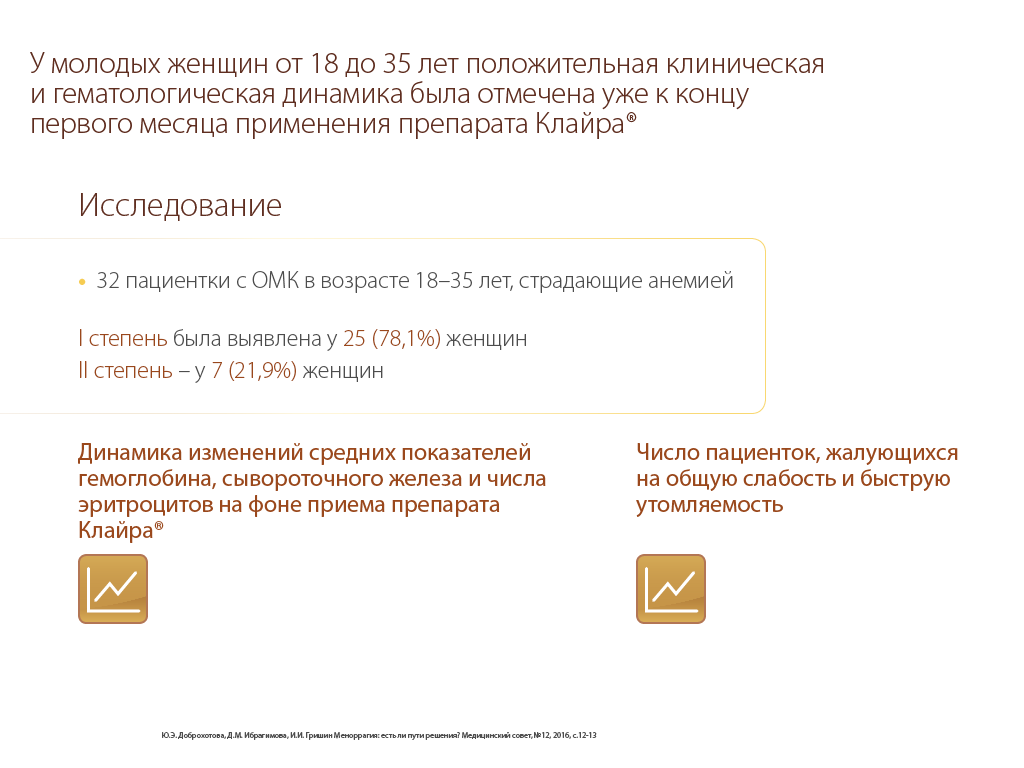 У молодых женщин от 18 до 35 лет положительная клиническая
и гематологическая динамика была отмечена уже к концу
первого месяца применения препарата Клайра®
Исследование
• 32 пациентки с ОМК в возрасте 18–35 лет, страдающие анемией
I степень была выявлена у 25 (78,1%) женщин
II степень – у 7 (21,9%) женщин
Динамика изменений средних показателей
гемоглобина, сывороточного железа и числа
эритроцитов на фоне приема препарата
Клайра®
Число пациенток, жалующихся
на общую слабость и быструю
утомляемость
Ю.Э. Доброхотова, Д.М. Ибрагимова, И.И. Гришин Меноррагия: есть ли пути решения? Медицинский совет, №12, 2016, с.12-13